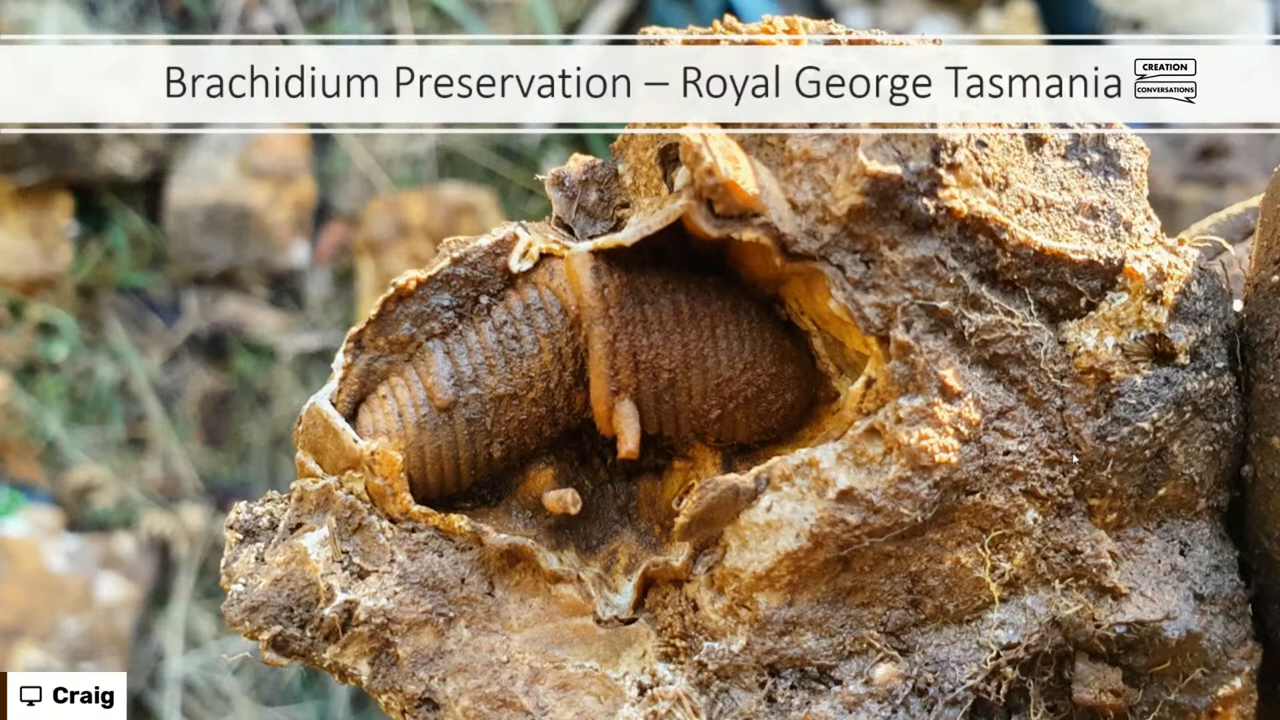 Brachidium Preservation – Royal George Tasmania
CREATION
CONVERSATIONS
Craig